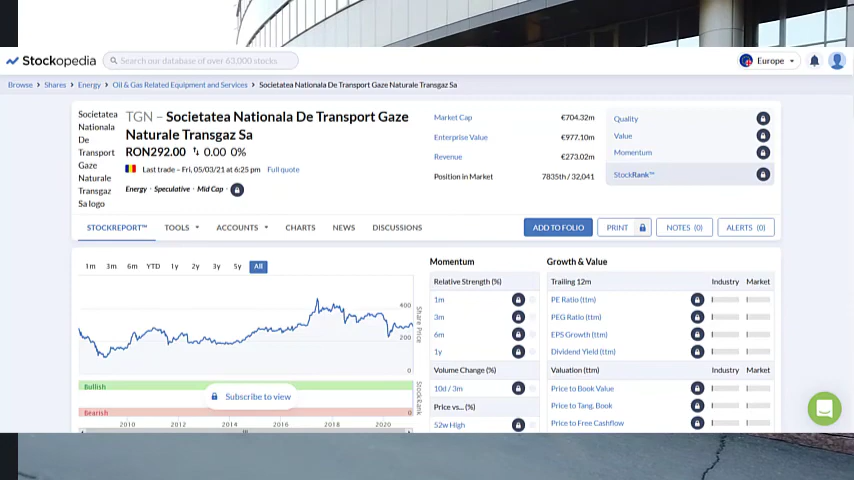 Stockopedia
Search our database of over 63,000 stocks
Europe
Browse > Shares > Energy > Oil & Gas Related Equipment and Services > Societatea Nationala De Transport Gaze Naturale Transgaz Sa
Societatea
Nationala
De
Transport
Gaze
Naturale
Transgaz
Sa logo
TGN – Societatea Nationala De Transport Gaze
Naturale Transgaz Sa
RON292.00 0.00 0%
Last trade - Fri, 05/03/21 at 6:25 pm Full quote
Energy · Speculative · Mid Cap ·
Market Cap €704.32m
Enterprise Value €977.10m
Revenue €273.02m
Position in Market 7835th / 32,041
Quality
Value
Momentum
StockRank™
STOCKREPORT™ TOOLS ACCOUNTS CHARTS NEWS DISCUSSIONS
ADD TO FOLIO PRINT NOTES (0) ALERTS (0)
1m 3m 6m YTD 1y 2y 3y 5y All
400
200
0
Share Price
Bullish
Subscribe to view
Bearish
0
StockRank
2010 2012 2014 2016 2018 2020
Momentum
Relative Strength (%)
1m
3m
6m
1y
Volume Change (%)
10d / 3m
Price vs... (%)
52w High
Growth & Value
Trailing 12m Industry Market
PE Ratio (ttm)
PEG Ratio (ttm)
EPS Growth (ttm)
Dividend Yield (ttm)
Valuation (ttm) Industry Market
Price to Book Value
Price to Tang. Book
Price to Free Cashflow